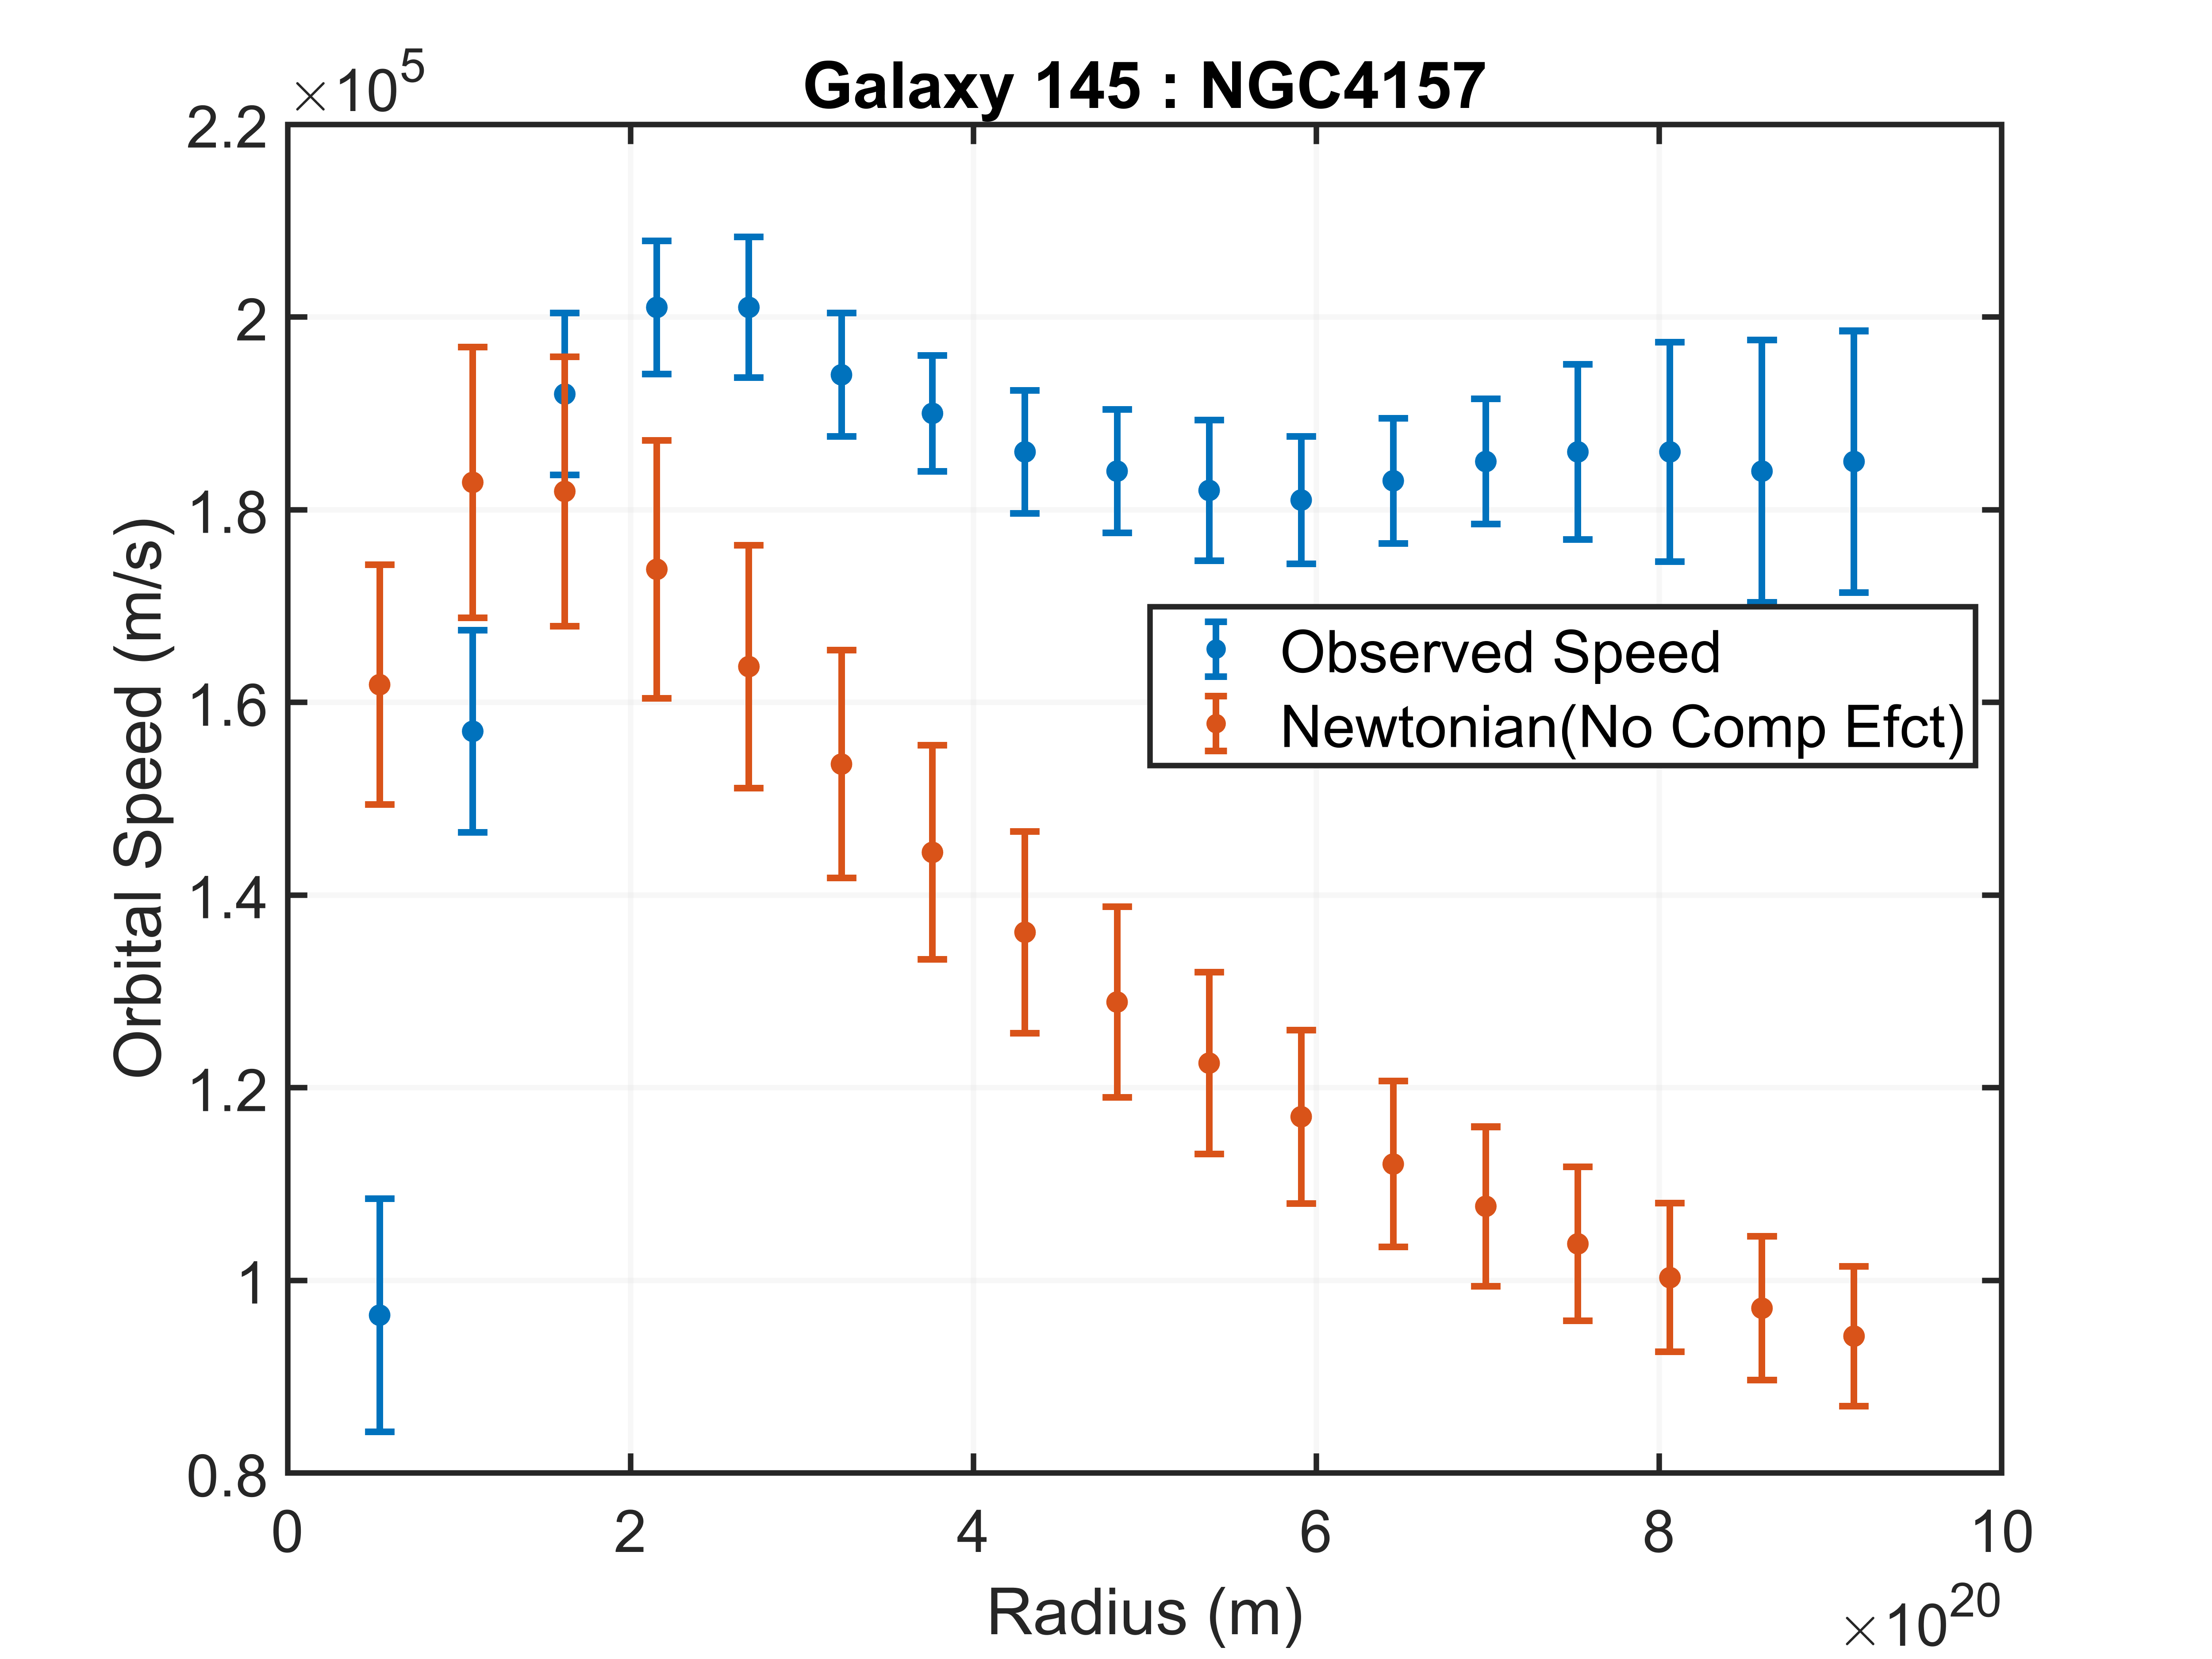 Galaxy 145 : NGC4157
×10^5
2.2
2
1.8
1.6
1.4
1.2
1
0.8
Orbital Speed (m/s)
Observed Speed
Newtonian(No Comp Efct)
0 2 4 6 8 10
Radius (m)
×10^20